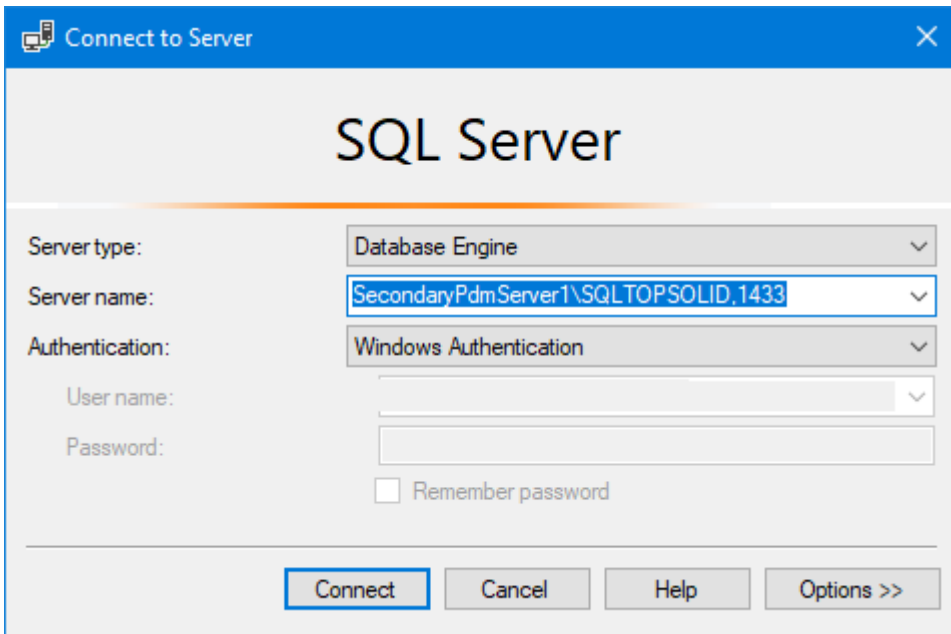 Connect to Server
SQL Server
Server type: Database Engine
Server name: SecondaryPdmServer1\SQLTOPSOLID,1433
Authentication: Windows Authentication
User name:
Password:
Remember password
Connect Cancel Help Options >>